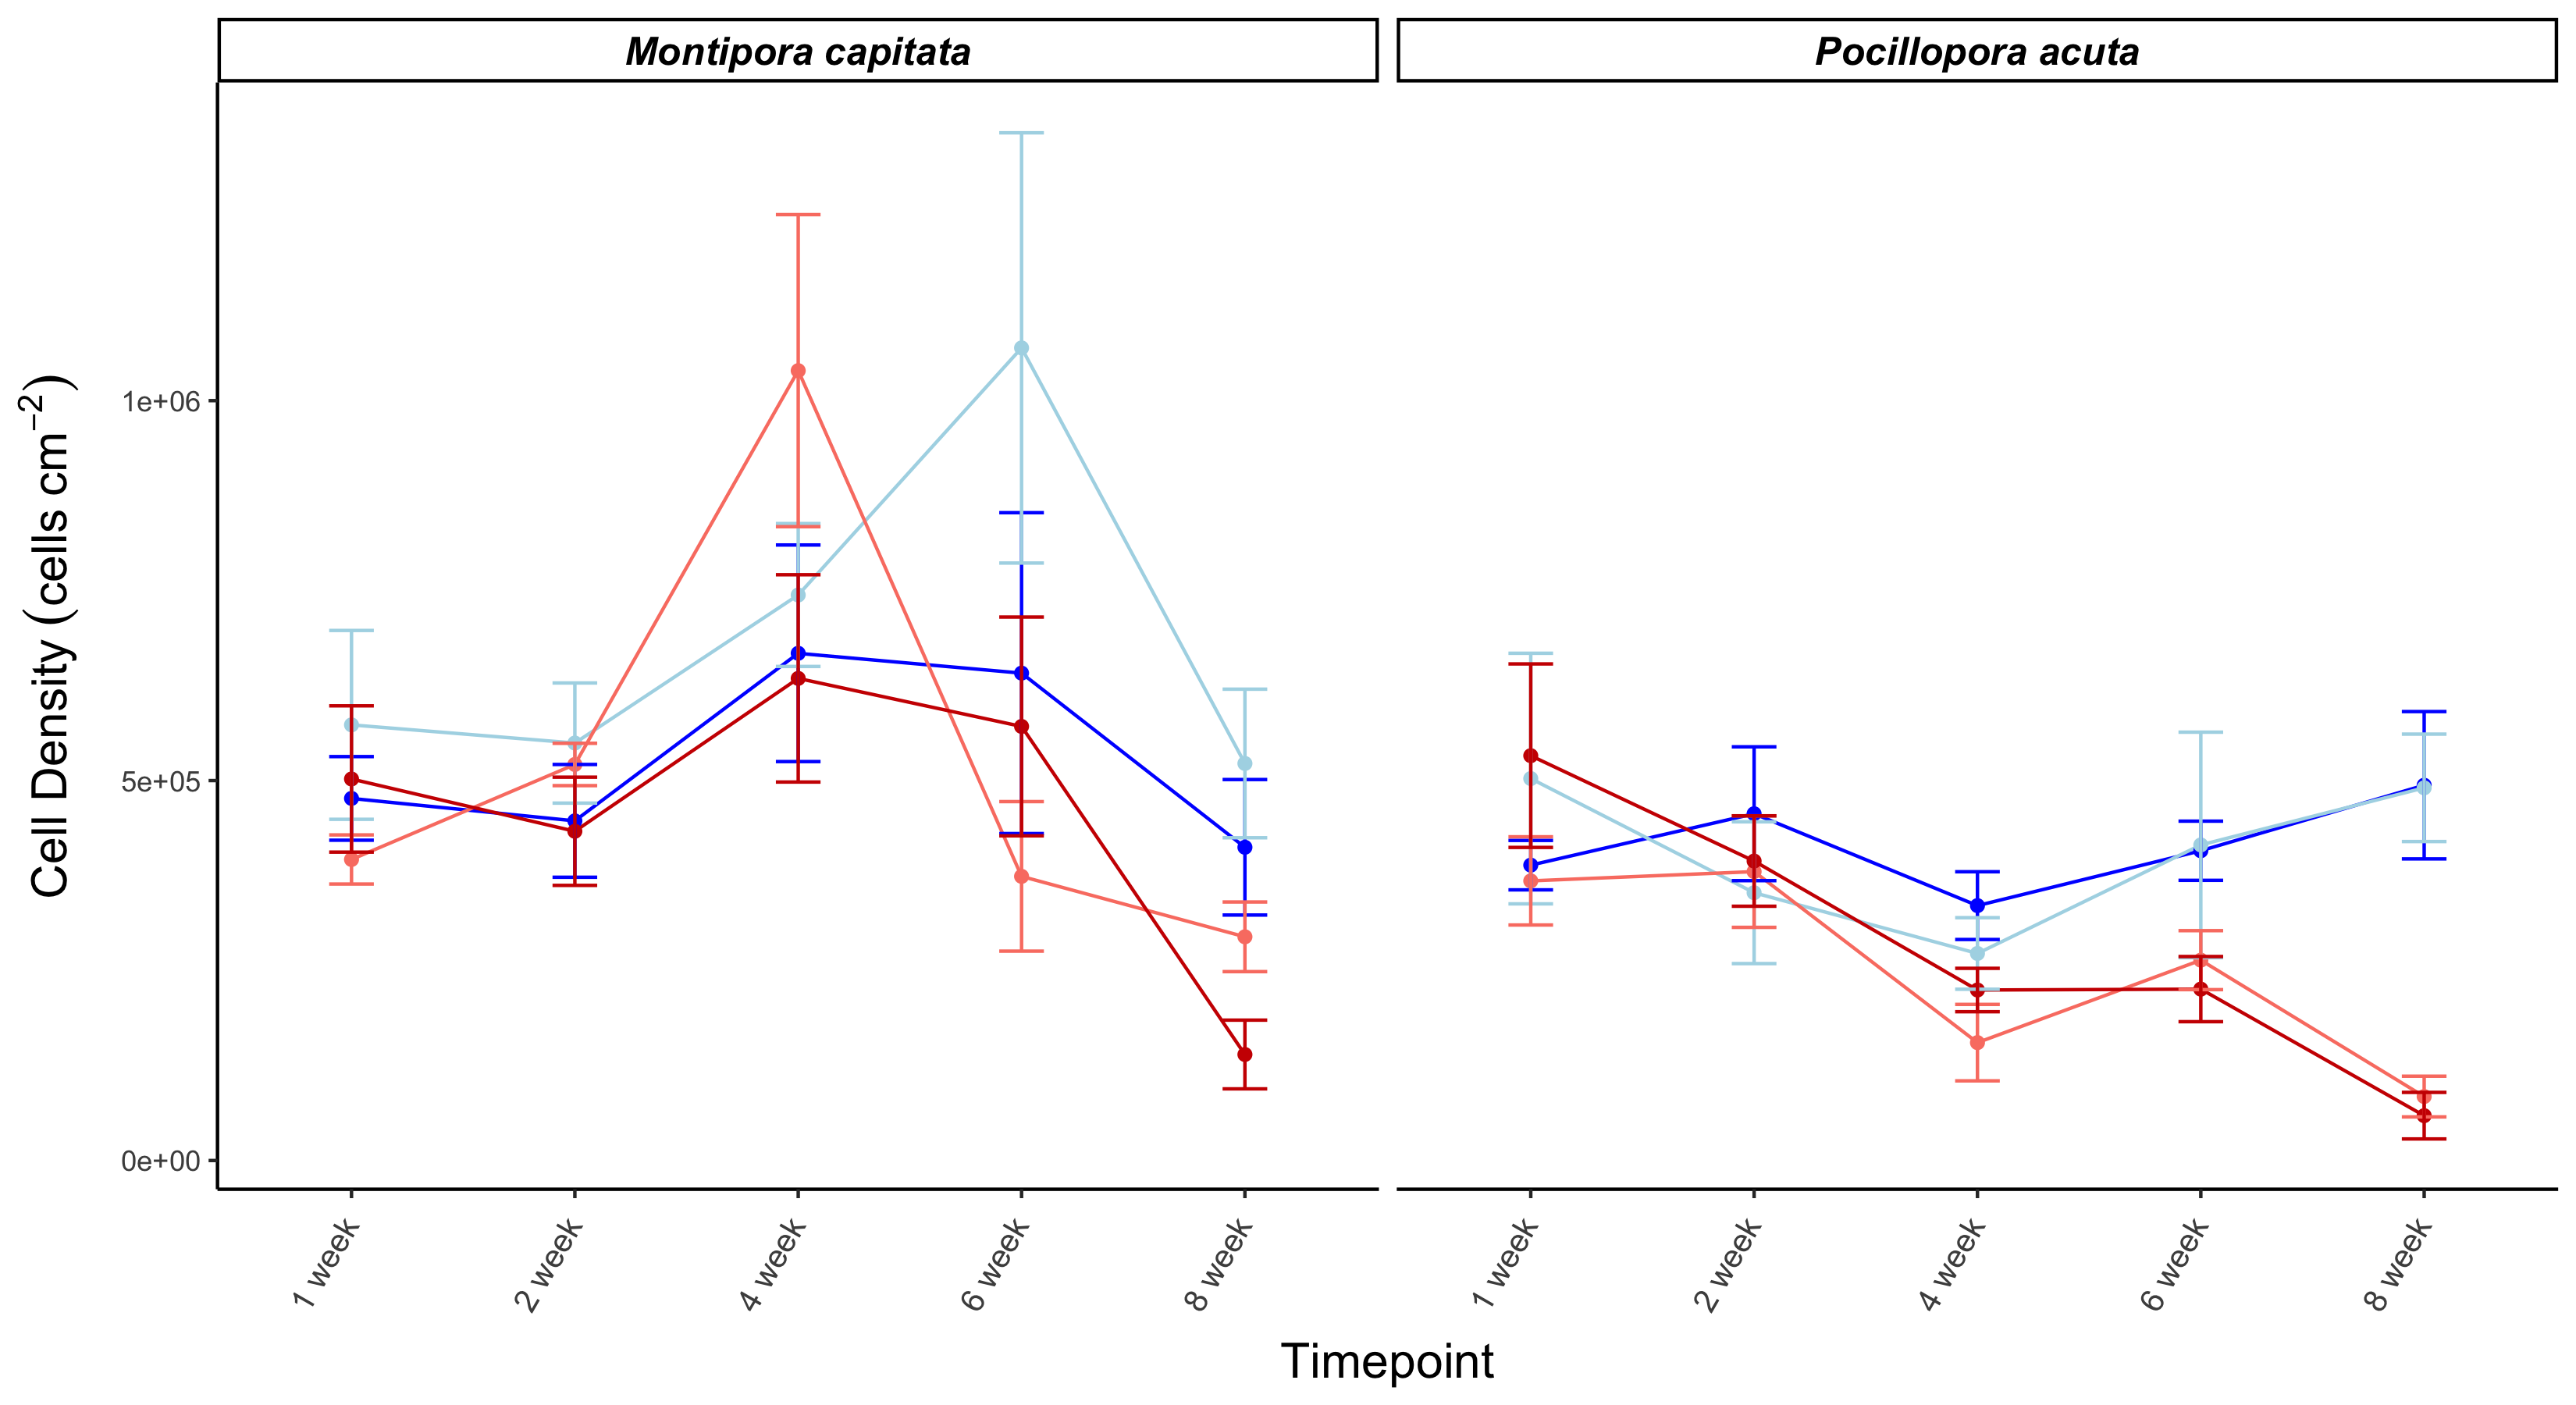 Montipora capitata
Pocillopora acuta
Cell Density (cells cm⁻²)
1e+06
5e+05
0e+00
1 week
2 week
4 week
6 week
8 week
1 week
2 week
4 week
6 week
8 week
Timepoint